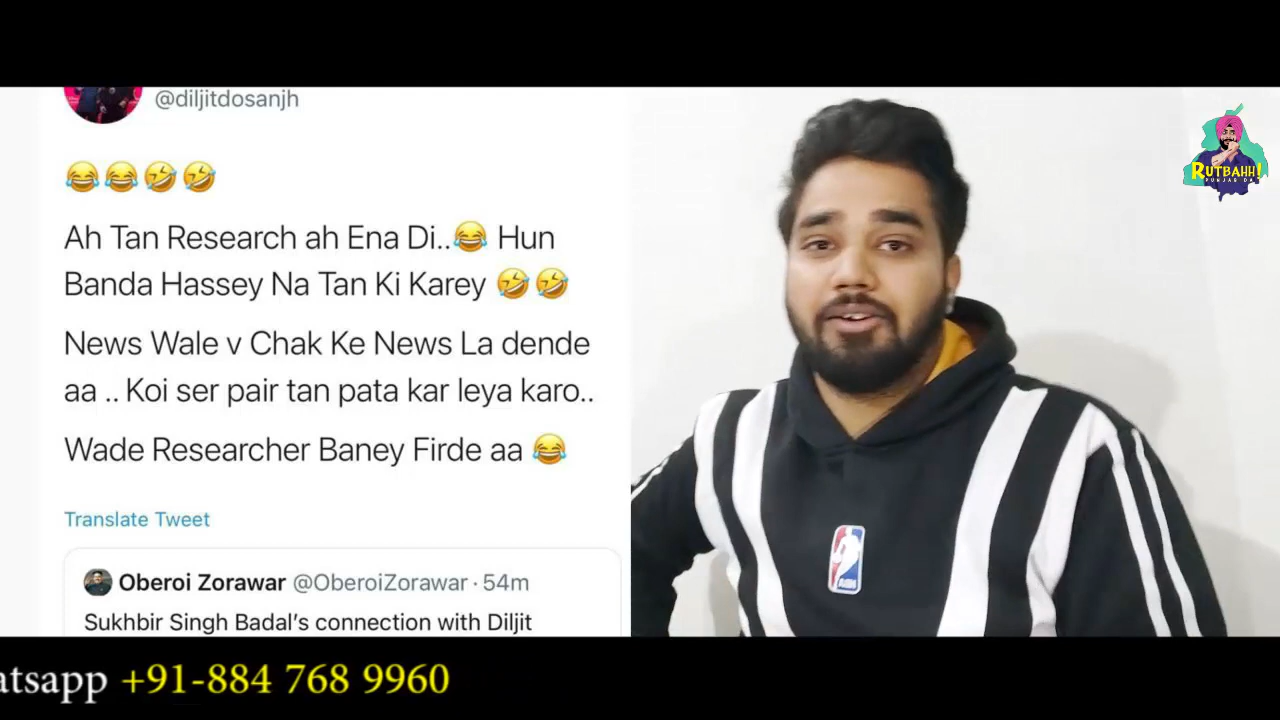 @diljitdosanjh
😂😂🤣🤣
Ah Tan Research ah Ena Di..😂 Hun
Banda Hassey Na Tan Ki Karey 🤣🤣
News Wale v Chak Ke News La dende
aa .. Koi ser pair tan pata kar leya karo..
Wade Researcher Baney Firde aa 😂
Translate Tweet
Oberoi Zorawar @OberoiZorawar · 54m
Sukhbir Singh Badal's connection with Diljit
RUTBAHH!
PUNJAB DA
atsapp +91-884 768 9960